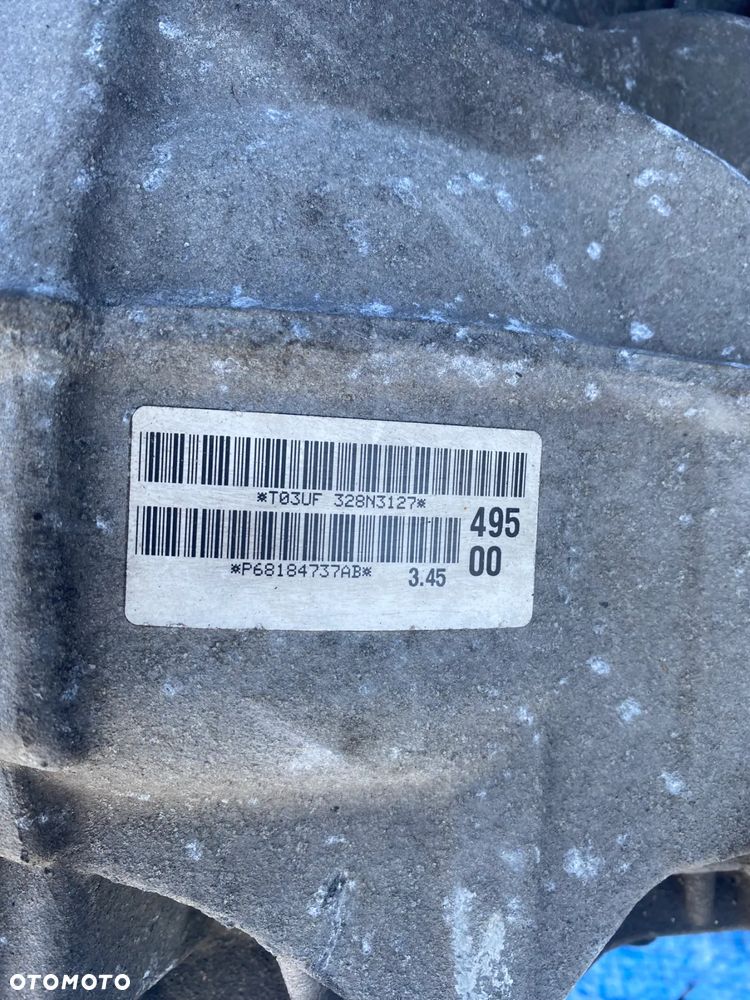 *T03UF 328N3127*
495
*P68184737AB*
3.45
00
OTOMOTO